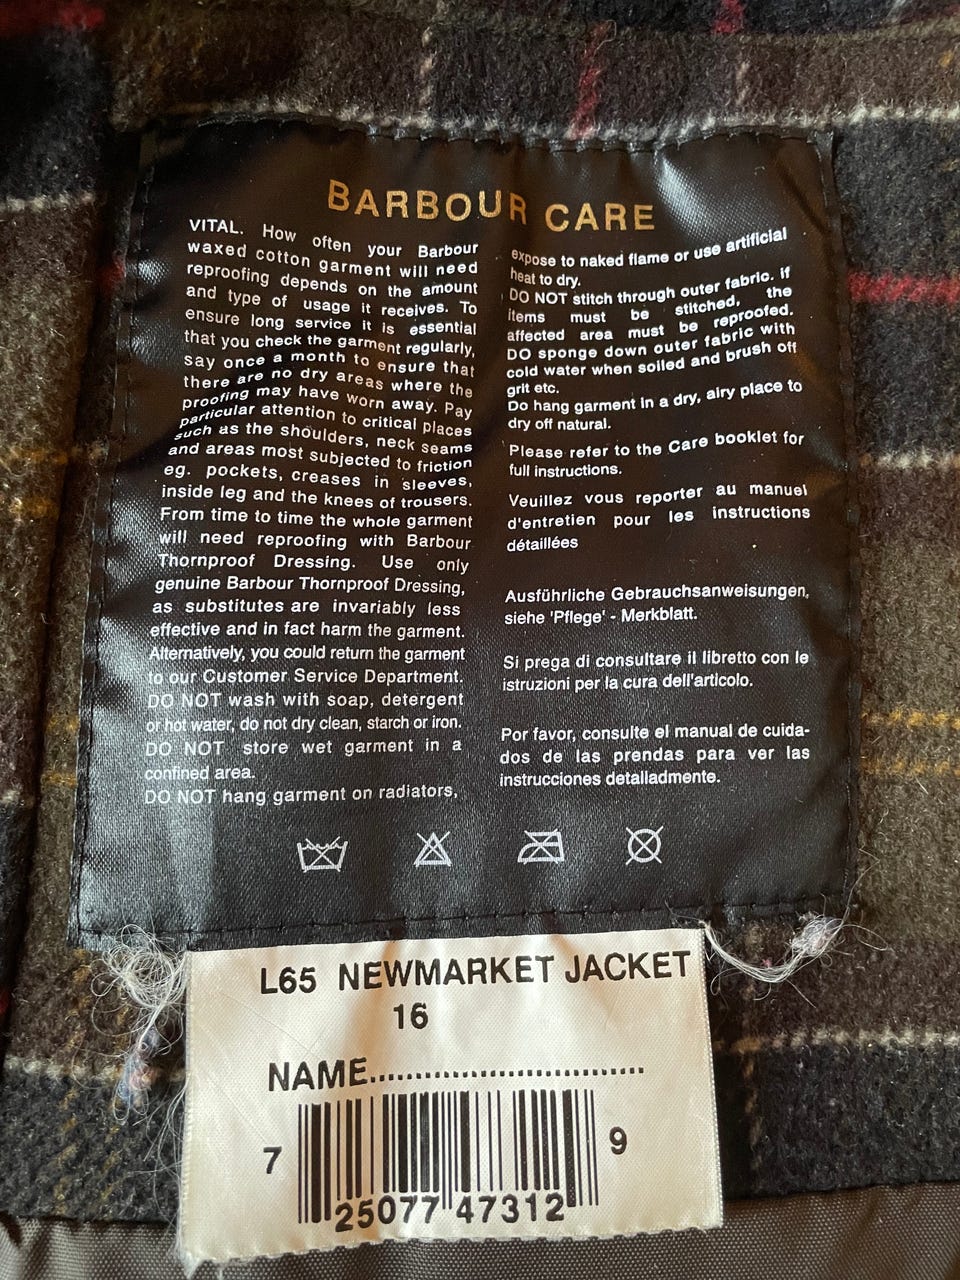 BARBOUR CARE
VITAL. How often your Barbour
waxed cotton garment will need
reproofing depends on the amount
and type of usage it receives. To
ensure long service it is essential
that you check the garment regularly,
say once a month to ensure that
there are no dry areas where the
proofing may have worn away. Pay
particular attention to critical places
such as the shoulders, neck seams
and areas most subjected to friction
eg. pockets, creases in sleeves,
inside leg and the knees of trousers.
From time to time the whole garment
will need reproofing with Barbour
Thornproof Dressing. Use only
genuine Barbour Thornproof Dressing,
as substitutes are invariably less
effective and in fact harm the garment.
Alternatively, you could return the garment
to our Customer Service Department.
DO NOT wash with soap, detergent
or hot water, do not dry clean, starch or iron.
DO NOT store wet garment in a
confined area.
DO NOT hang garment on radiators,
expose to naked flame or use artificial
heat to dry.
DO NOT stitch through outer fabric. if
items must be stitched, the
affected area must be reproofed.
DO sponge down outer fabric with
cold water when soiled and brush off
grit etc.
Do hang garment in a dry, airy place to
dry off natural.
Please refer to the Care booklet for
full instructions.
Veuillez vous reporter au manuel
d'entretien pour les instructions
détaillées
Ausführliche Gebrauchsanweisungen,
siehe 'Pflege' - Merkblatt.
Si prega di consultare il libretto con le
istruzioni per la cura dell'articolo.
Por favor, consulte el manual de cuida-
dos de las prendas para ver las
instrucciones detalladmente.
L65 NEWMARKET JACKET
16
NAME..............................
7 25077 47312 9